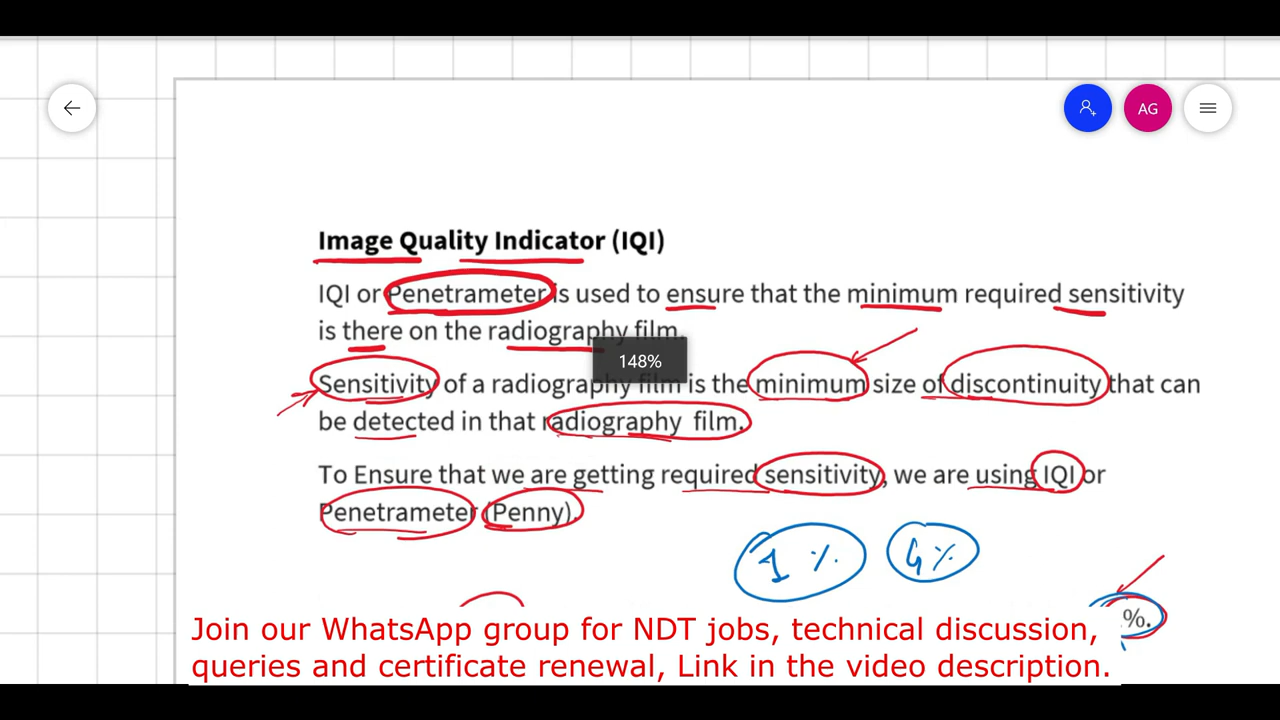 AG
Image Quality Indicator (IQI)
IQI or Penetrameter is used to ensure that the minimum required sensitivity
is there on the radiography film.
148%
Sensitivity of a radiography film is the minimum size of discontinuity that can
be detected in that radiography film.
To Ensure that we are getting required sensitivity, we are using IQI or
Penetrameter (Penny).
1 % 4 %
%.
Join our WhatsApp group for NDT jobs, technical discussion,
queries and certificate renewal, Link in the video description.